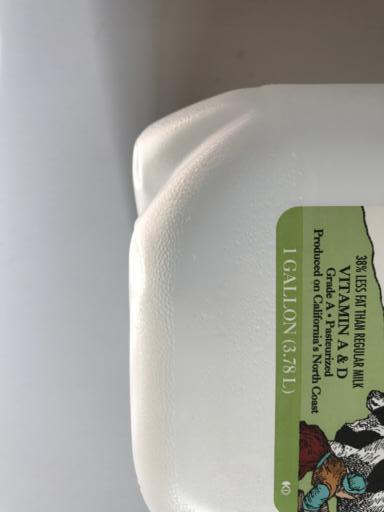 38% LESS FAT THAN REGULAR MILK
VITAMIN A & D
Grade A • Pasteurized
Produced on California's North Coast
1 GALLON (3.78 L)